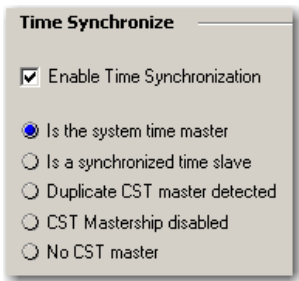 Time Synchronize
Enable Time Synchronization
Is the system time master
Is a synchronized time slave
Duplicate CST master detected
CST Mastership disabled
No CST master